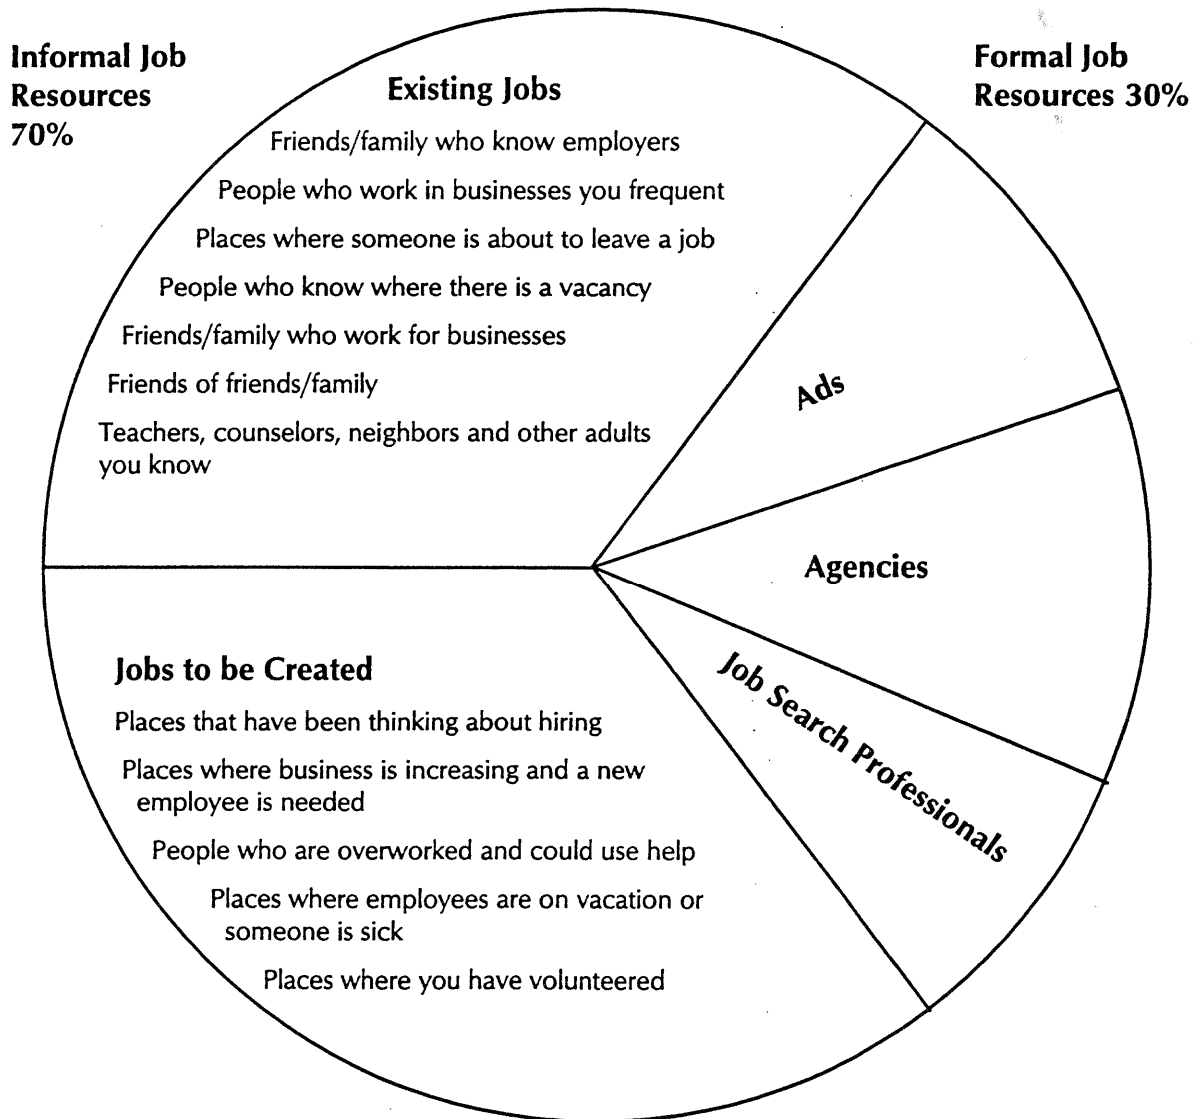 Informal Job
Resources
70%
Formal Job
Resources 30%
Existing Jobs
Friends/family who know employers
People who work in businesses you frequent
Places where someone is about to leave a job
People who know where there is a vacancy
Friends/family who work for businesses
Friends of friends/family
Teachers, counselors, neighbors and other adults
you know
Ads
Agencies
Job Search Professionals
Jobs to be Created
Places that have been thinking about hiring
Places where business is increasing and a new
employee is needed
People who are overworked and could use help
Places where employees are on vacation or
someone is sick
Places where you have volunteered